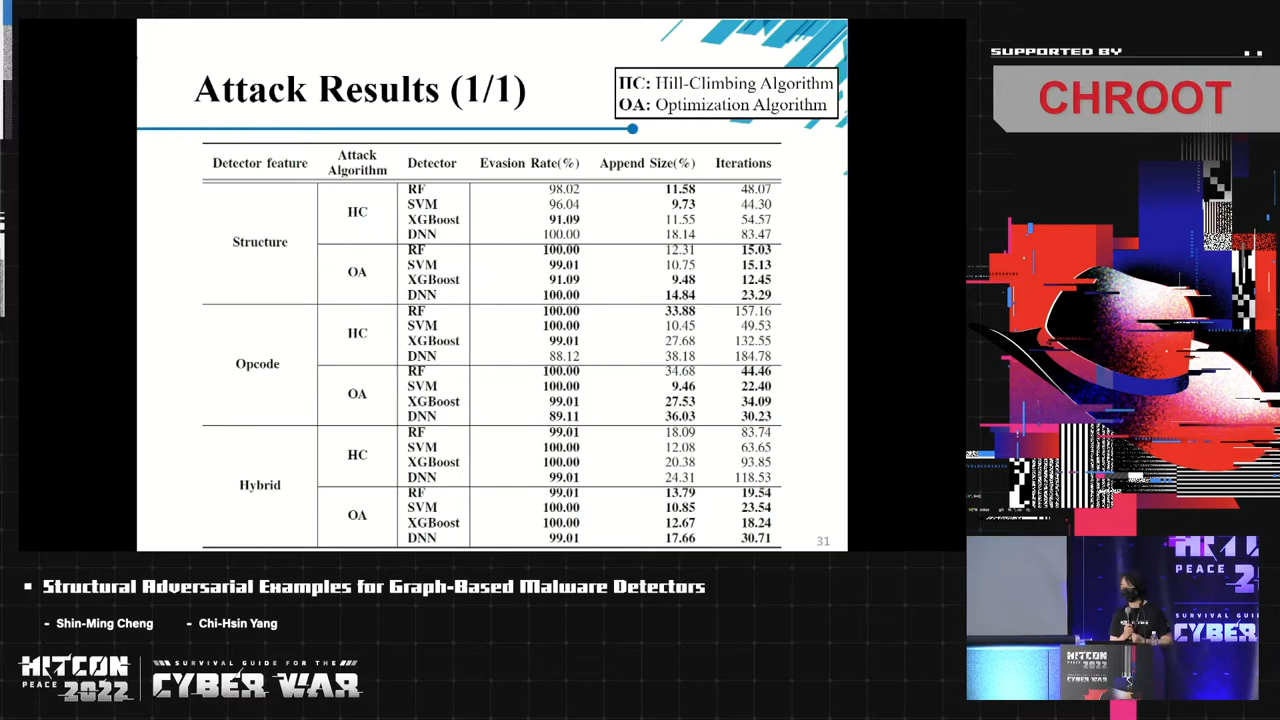 SUPPORTED BY
CHROOT
Attack Results (1/1)
HC: Hill-Climbing Algorithm
OA: Optimization Algorithm
Detector feature Attack Algorithm Detector Evasion Rate(%) Append Size(%) Iterations
Structure
HC
RF 98.02 11.58 48.07
SVM 96.04 9.73 44.30
XGBoost 91.09 11.55 54.57
DNN 100.00 18.14 83.47
OA
RF 100.00 12.31 15.03
SVM 99.01 10.75 15.13
XGBoost 91.09 9.48 12.45
DNN 100.00 14.84 23.29
Opcode
HC
RF 100.00 33.88 157.16
SVM 100.00 10.45 49.53
XGBoost 99.01 27.68 132.55
DNN 88.12 38.18 184.78
OA
RF 100.00 34.68 44.46
SVM 100.00 9.46 22.40
XGBoost 99.01 27.53 34.09
DNN 89.11 36.03 30.23
Hybrid
HC
RF 99.01 18.09 83.74
SVM 100.00 12.08 63.65
XGBoost 100.00 20.38 93.85
DNN 99.01 24.31 118.53
OA
RF 99.01 13.79 19.54
SVM 100.00 10.85 23.54
XGBoost 100.00 12.67 18.24
DNN 99.01 17.66 30.71
31
Structural Adversarial Examples for Graph-Based Malware Detectors
- Shin-Ming Cheng - Chi-Hsin Yang
HITCON
PEACE 2022
SURVIVAL GUIDE FOR THE
CYBER WAR
PEACE
SURVIVAL GUI
CYBER
HITCON